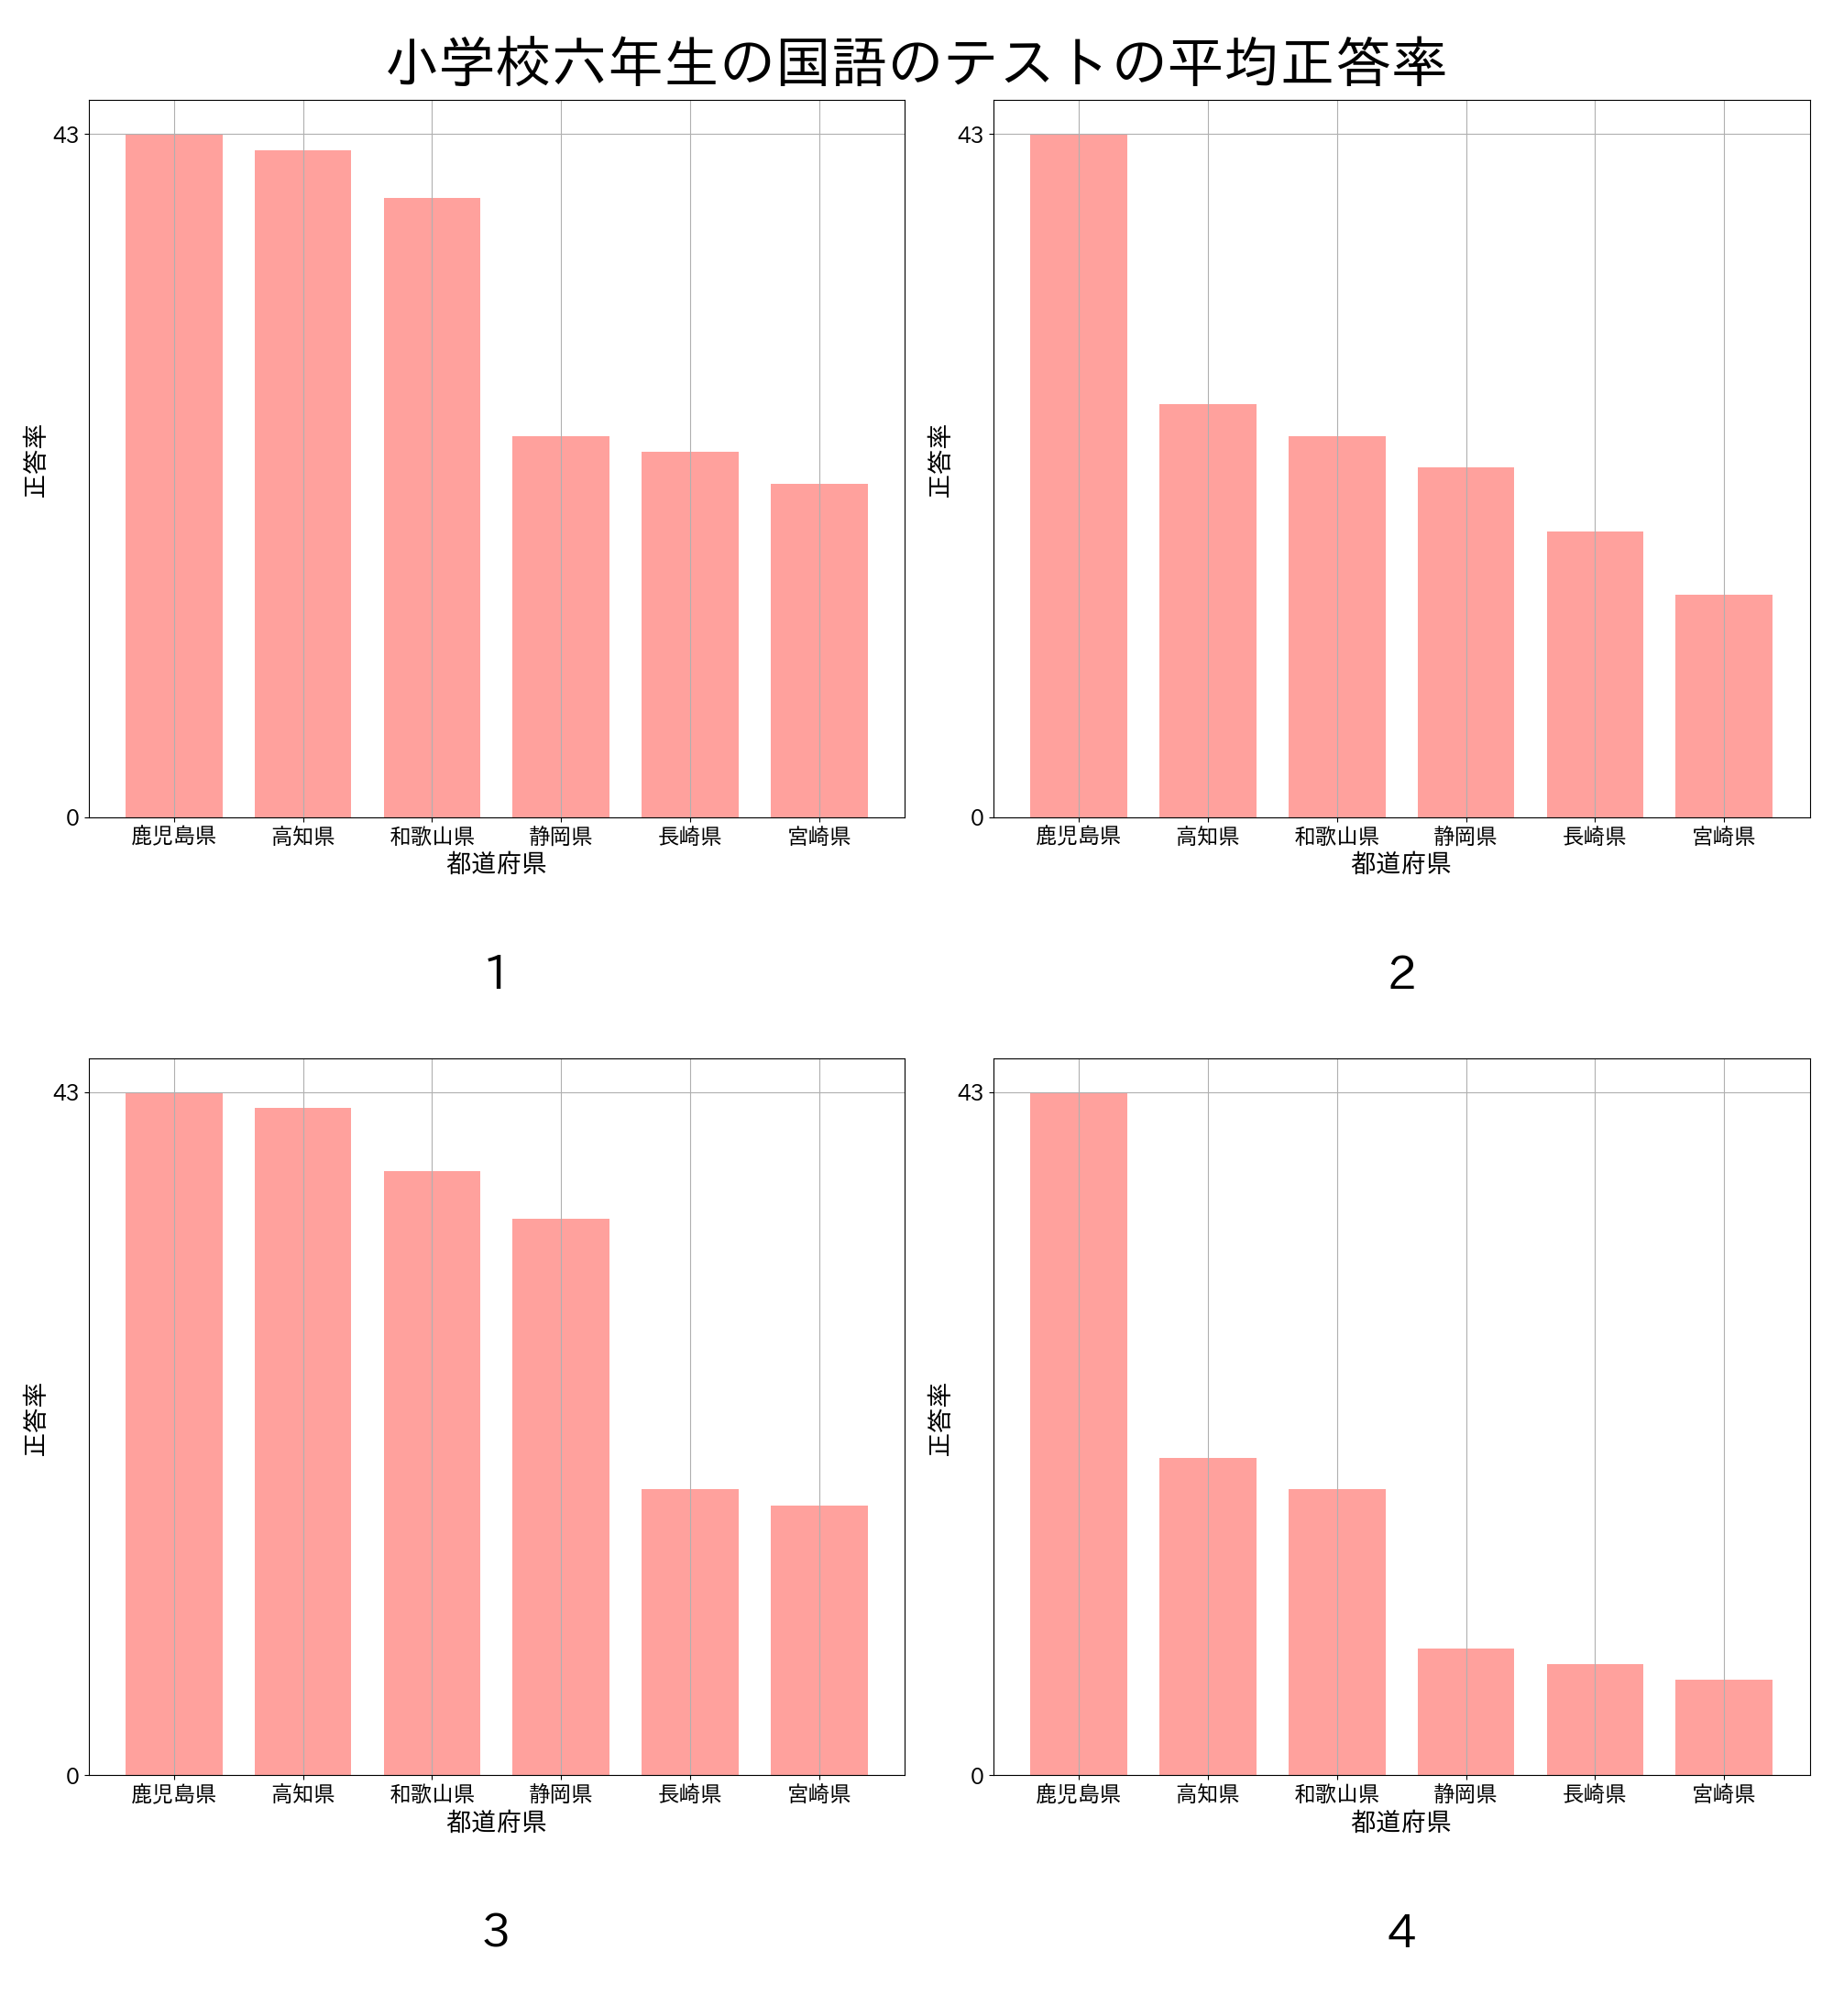 小学校六年生の国語のテストの平均正答率
43
0
正答率
鹿児島県 高知県 和歌山県 静岡県 長崎県 宮崎県
都道府県
1
43
0
正答率
鹿児島県 高知県 和歌山県 静岡県 長崎県 宮崎県
都道府県
2
43
0
正答率
鹿児島県 高知県 和歌山県 静岡県 長崎県 宮崎県
都道府県
3
43
0
正答率
鹿児島県 高知県 和歌山県 静岡県 長崎県 宮崎県
都道府県
4